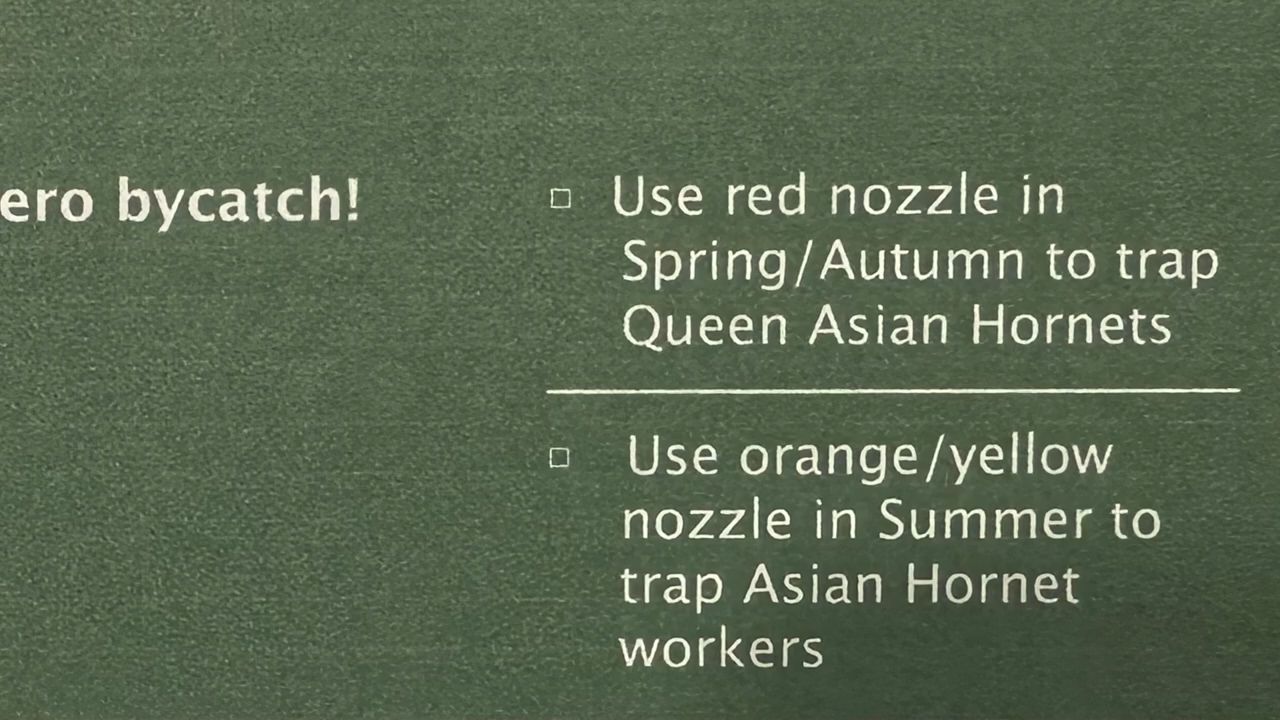 ero bycatch!
□ Use red nozzle in
Spring/Autumn to trap
Queen Asian Hornets
□ Use orange/yellow
nozzle in Summer to
trap Asian Hornet
workers